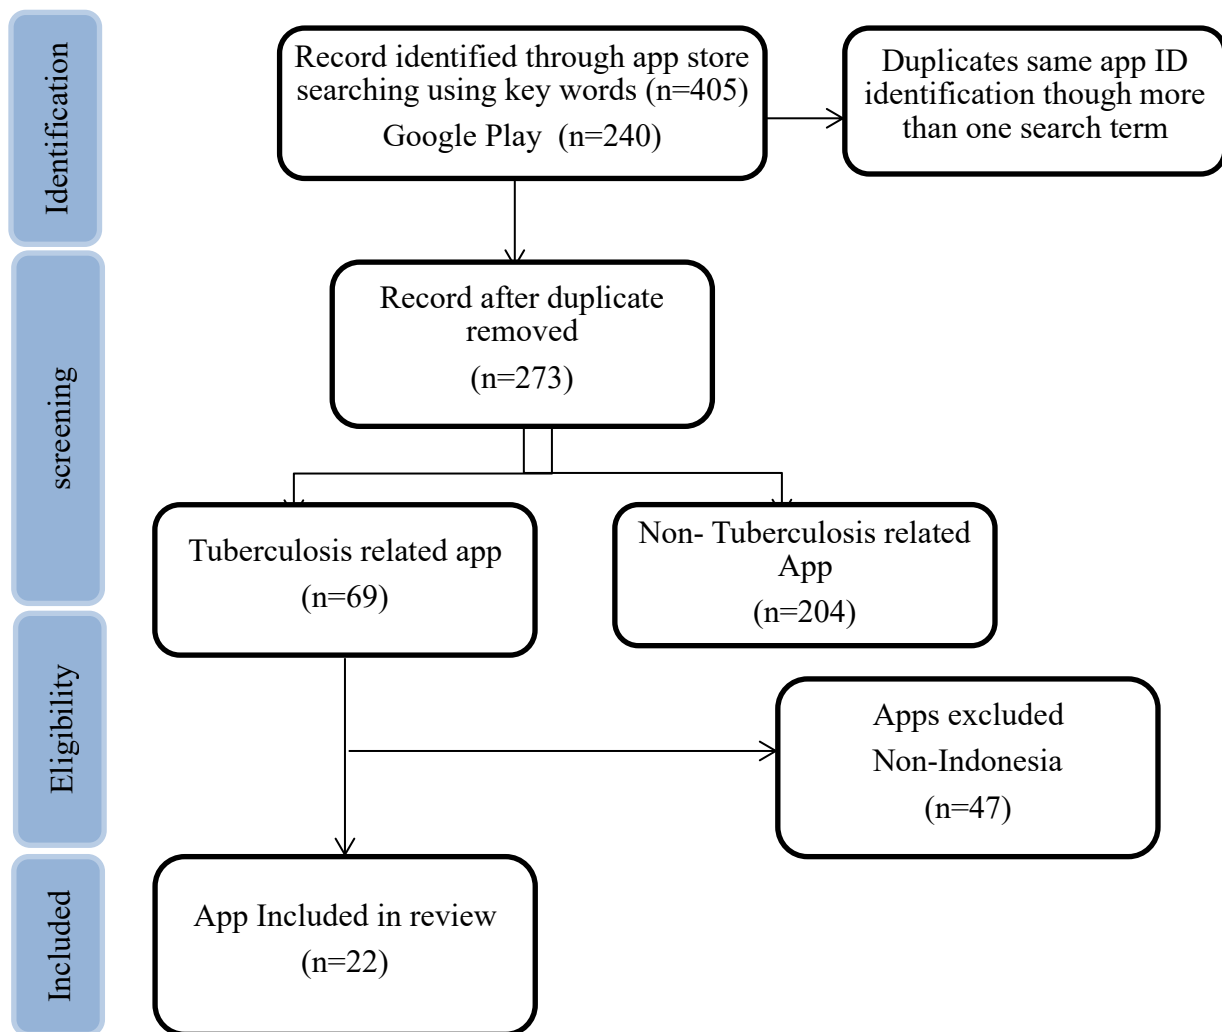 Identification
Record identified through app store
searching using key words (n=405)
Google Play  (n=240)
Duplicates same app ID
identification though more
than one search term
screening
Record after duplicate
removed
(n=273)
Tuberculosis related app
(n=69)
Non- Tuberculosis related
App
(n=204)
Eligibility
Apps excluded
Non-Indonesia
(n=47)
Included
App Included in review
(n=22)